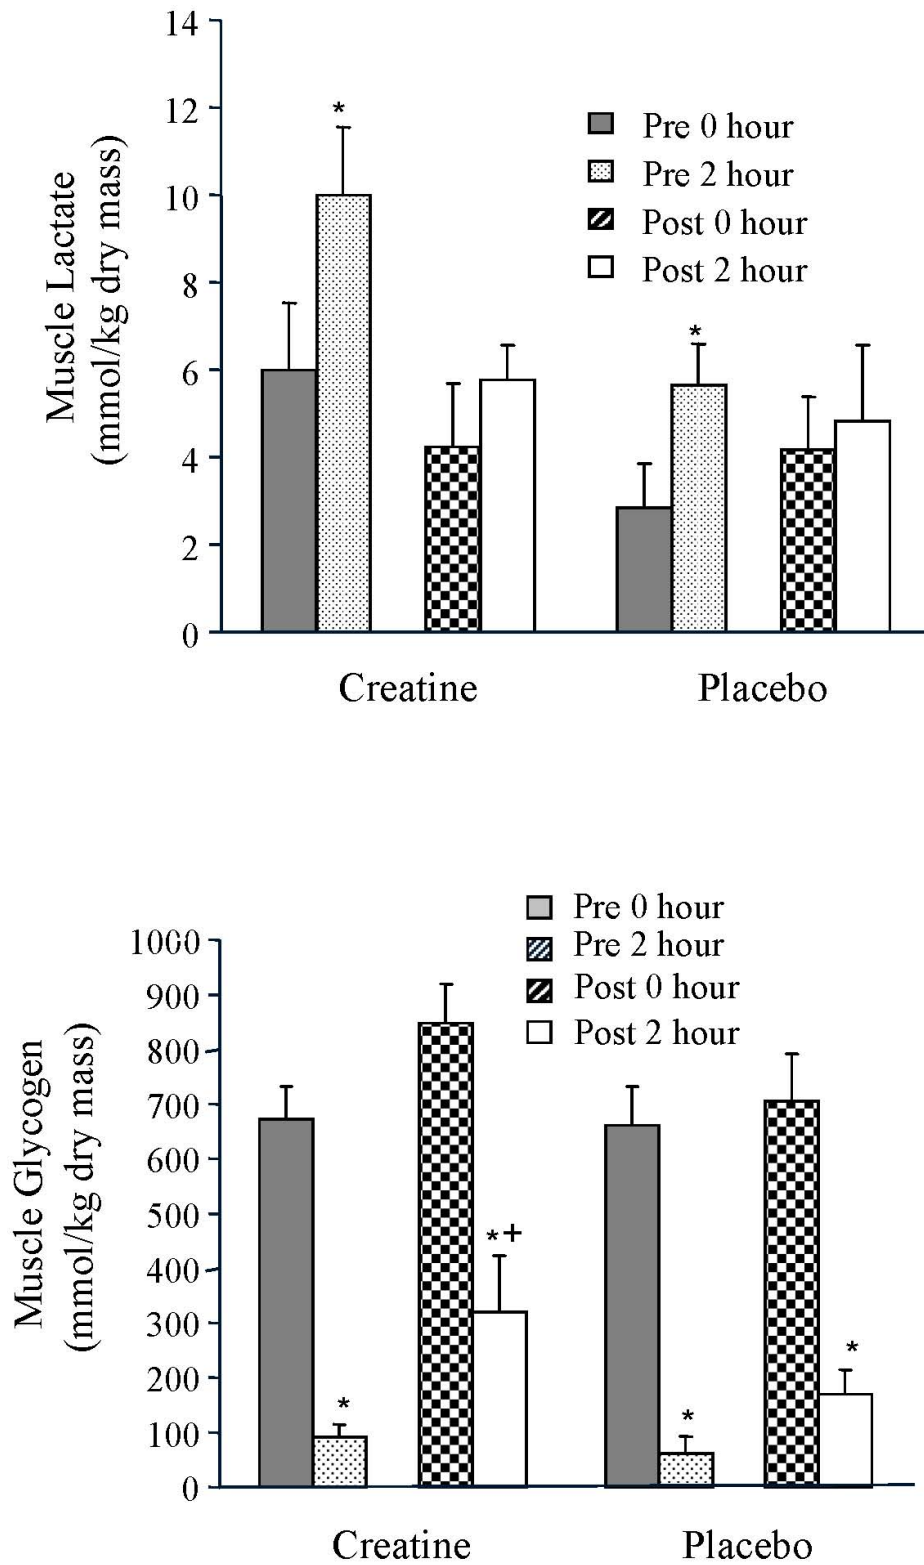 14
12
10
8
6
4
2
0
Muscle Lactate
(mmol/kg dry mass)
*
*
Pre 0 hour
Pre 2 hour
Post 0 hour
Post 2 hour
Creatine
Placebo
Pre 0 hour
Pre 2 hour
Post 0 hour
Post 2 hour
1000
900
800
700
600
500
400
300
200
100
0
Muscle Glycogen
(mmol/kg dry mass)
*
*+
*
*
Creatine
Placebo